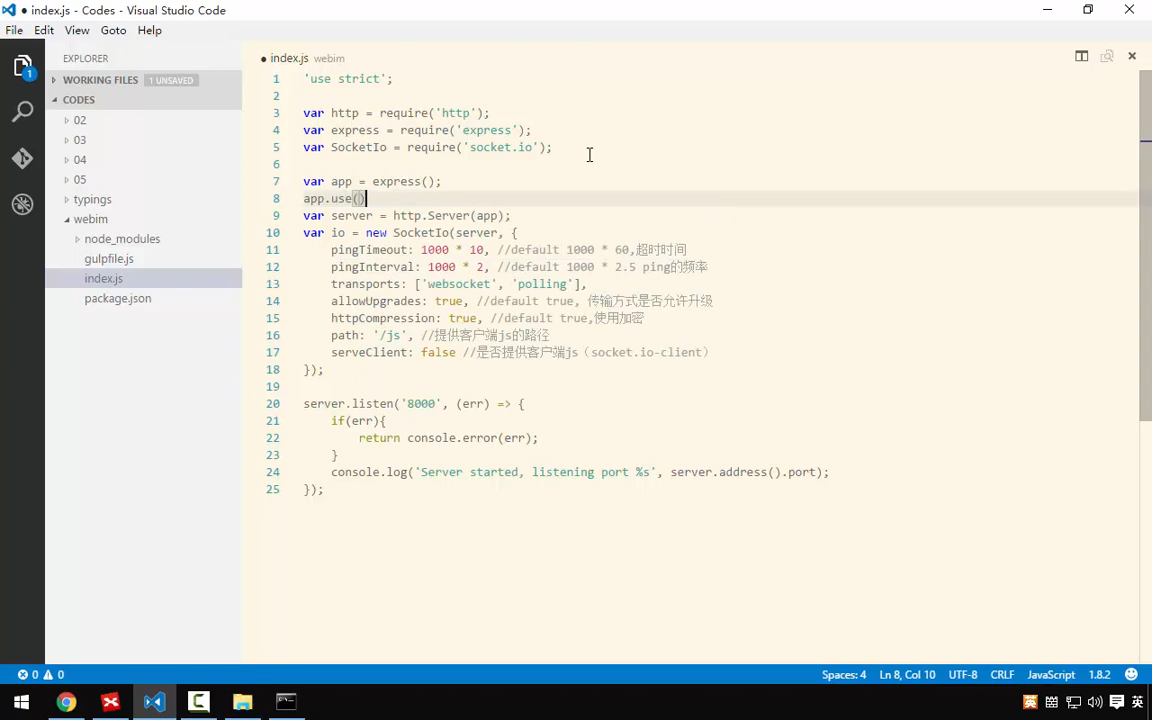 index.js - Codes - Visual Studio Code
File Edit View Goto Help
EXPLORER
WORKING FILES 1 UNSAVED
CODES
02
03
04
05
typings
webim
node_modules
gulpfile.js
index.js
package.json
1
index.js webim
1 'use strict';
2
3 var http = require('http');
4 var express = require('express');
5 var SocketIo = require('socket.io');
6
7 var app = express();
8 app.use()
9 var server = http.Server(app);
10 var io = new SocketIo(server, {
11 pingTimeout: 1000 * 10, //default 1000 * 60,超时时间
12 pingInterval: 1000 * 2, //default 1000 * 2.5 ping的频率
13 transports: ['websocket', 'polling'],
14 allowUpgrades: true, //default true, 传输方式是否允许升级
15 httpCompression: true, //default true,使用加密
16 path: '/js', //提供客户端js的路径
17 serveClient: false //是否提供客户端js（socket.io-client）
18 });
19
20 server.listen('8000', (err) => {
21 if(err){
22 return console.error(err);
23 }
24 console.log('Server started, listening port %s', server.address().port);
25 });
0 0 Spaces: 4 Ln 8, Col 10 UTF-8 CRLF JavaScript 1.8.2
英 英